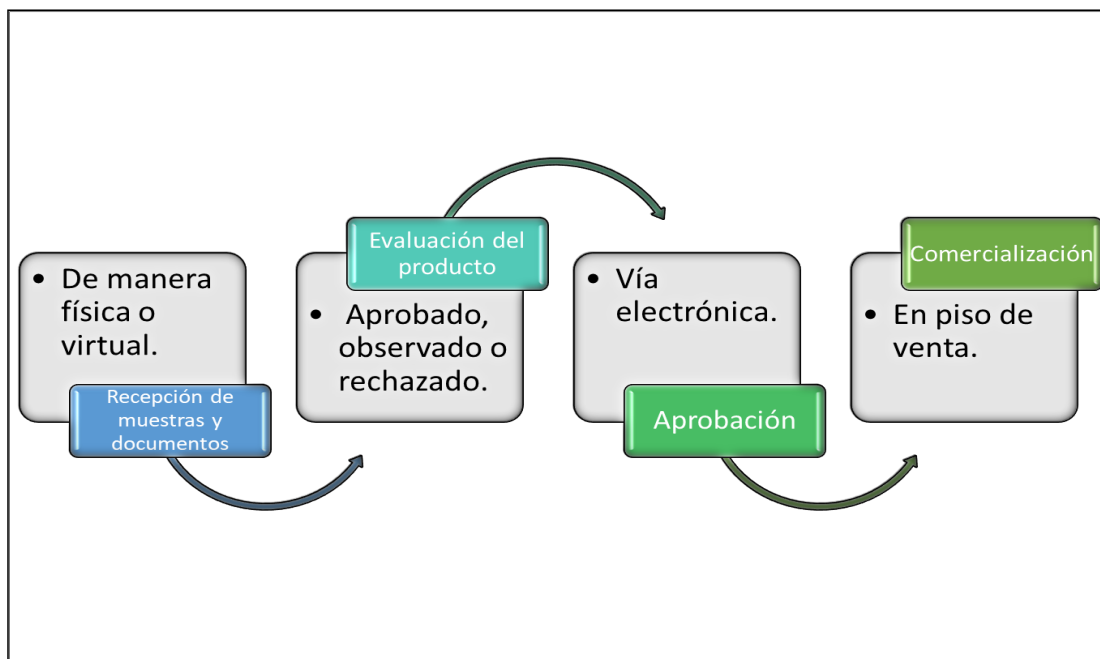 • De manera
física o
virtual.
Recepción de
muestras y
documentos
Evaluación del
producto
• Aprobado,
observado o
rechazado.
• Vía
electrónica.
Aprobación
Comercialización
• En piso de
venta.